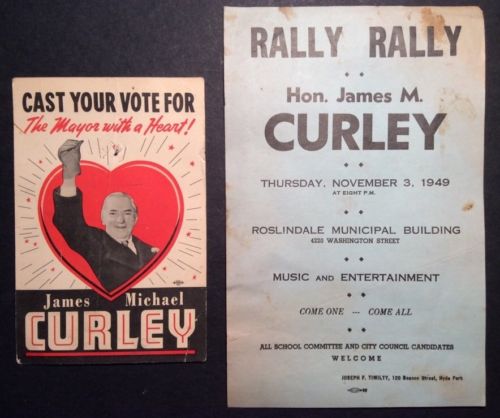 CAST YOUR VOTE FOR
The Mayor with a Heart!
James Michael
CURLEY
RALLY RALLY
Hon. James M.
CURLEY
THURSDAY, NOVEMBER 3, 1949
AT EIGHT P.M.
ROSLINDALE MUNICIPAL BUILDING
4220 WASHINGTON STREET
MUSIC AND ENTERTAINMENT
COME ONE --- COME ALL
ALL SCHOOL COMMITTEE AND CITY COUNCIL CANDIDATES
WELCOME
JOSEPH F. TIMILTY, 120 Beacon Street, Hyde Park